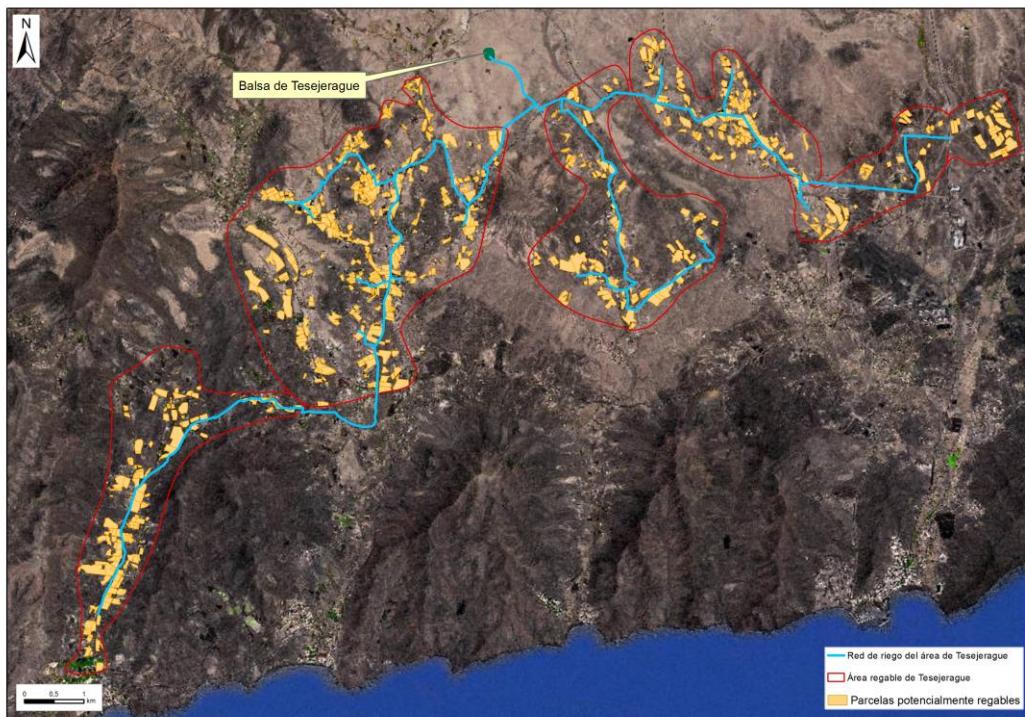 N
Balsa de Tesejerague
Red de riego del área de Tesejerague
Área regable de Tesejerague
Parcelas potencialmente regables
0 0,5 1
km